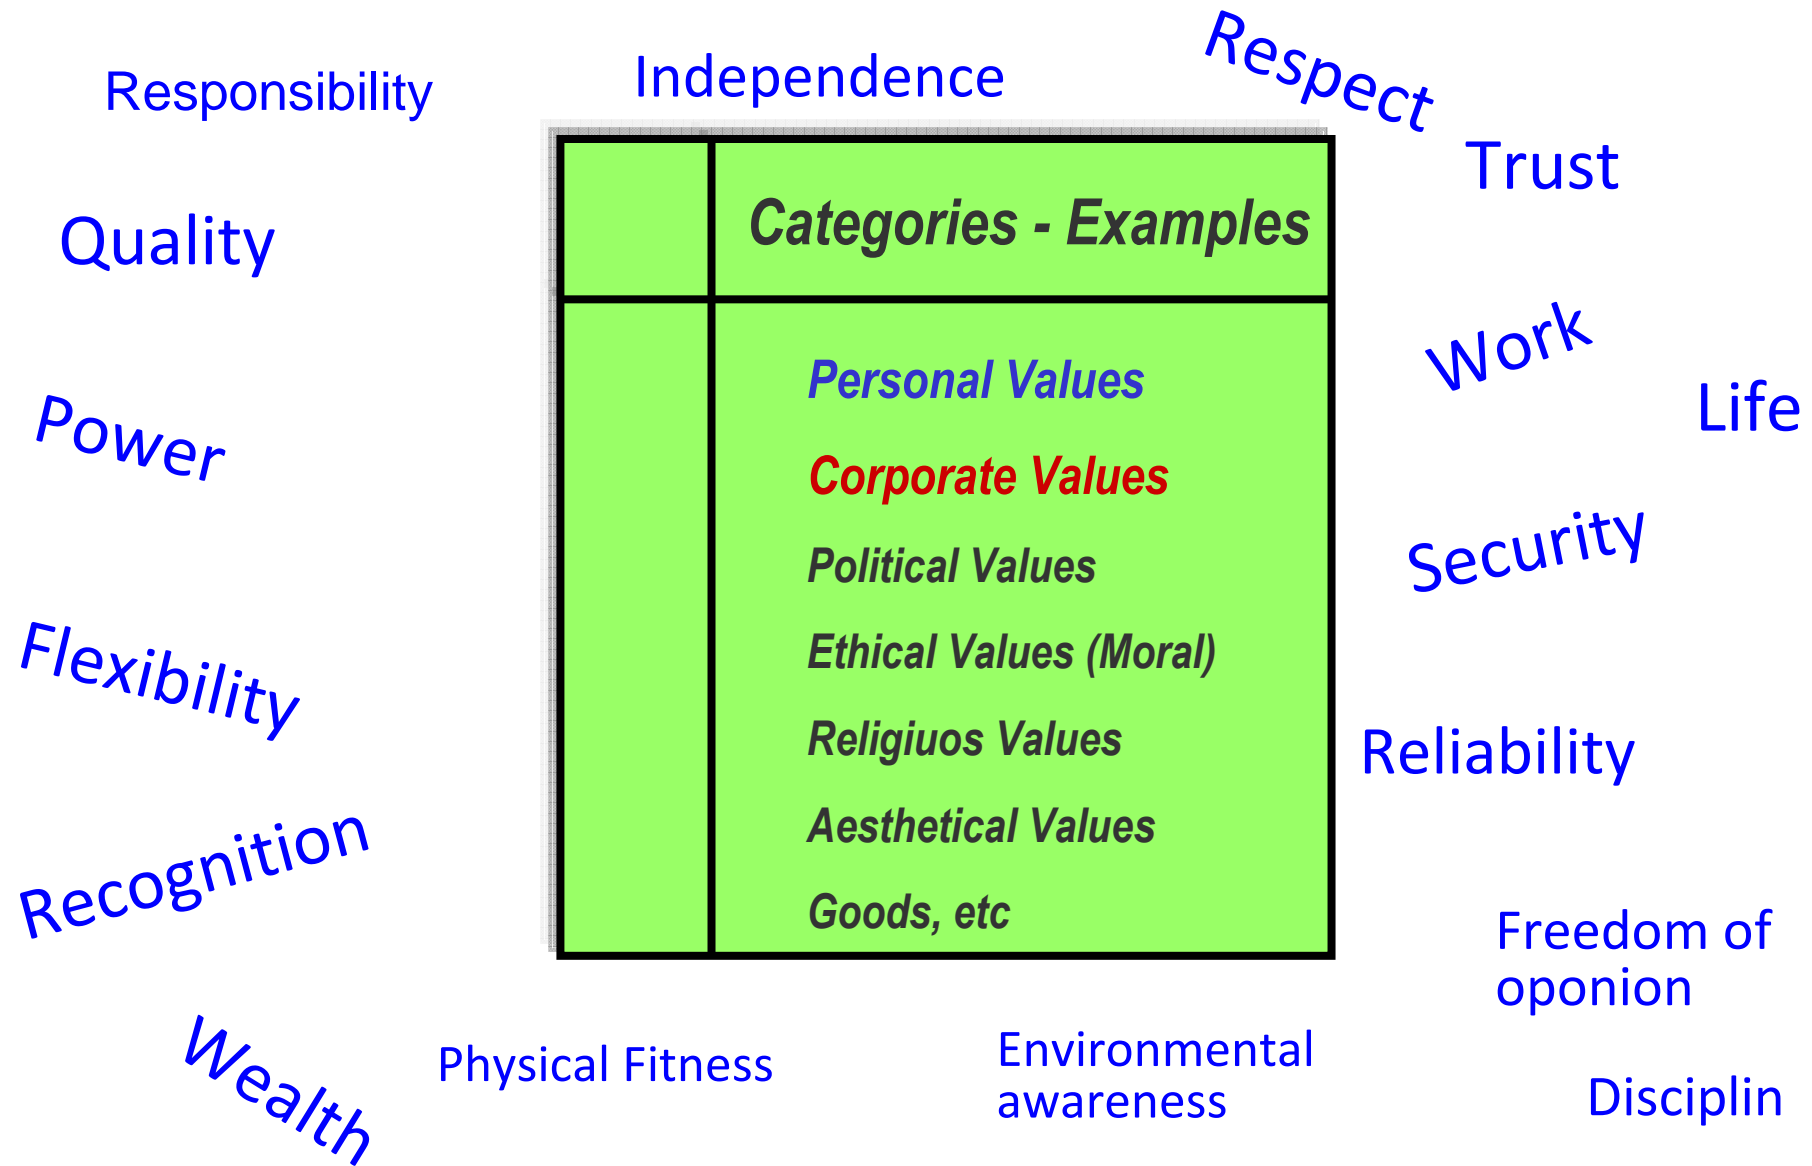 Responsibility
Independence
Respect
Trust
Quality
Categories - Examples
Work
Personal Values
Life
Power
Corporate Values
Security
Political Values
Ethical Values (Moral)
Flexibility
Religiuos Values
Reliability
Aesthetical Values
Recognition
Goods, etc
Freedom of
oponion
Wealth
Physical Fitness
Environmental
awareness
Disciplin